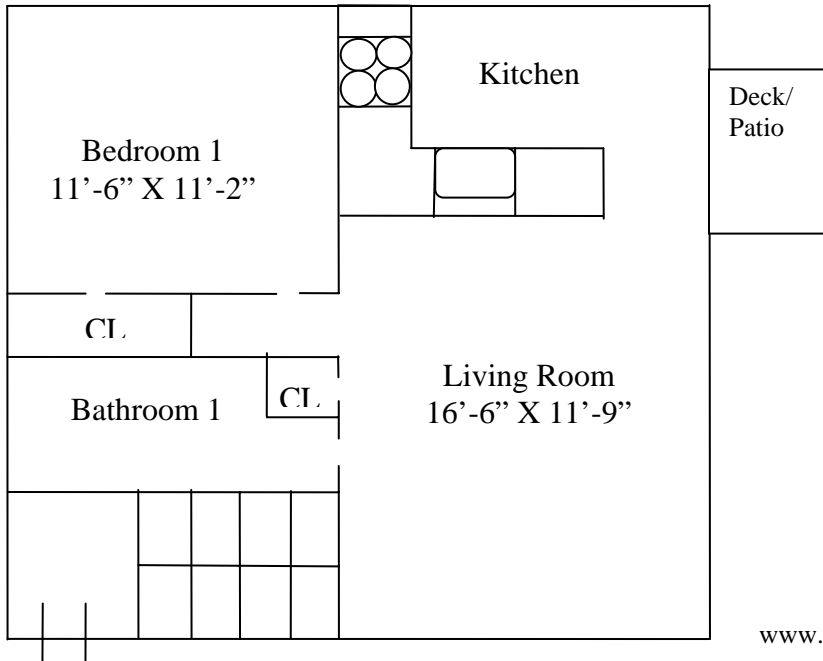 Kitchen
Deck/
Patio
Bedroom 1
11’-6” X 11’-2”
CL
Living Room
16’-6” X 11’-9”
CL
Bathroom 1
www.